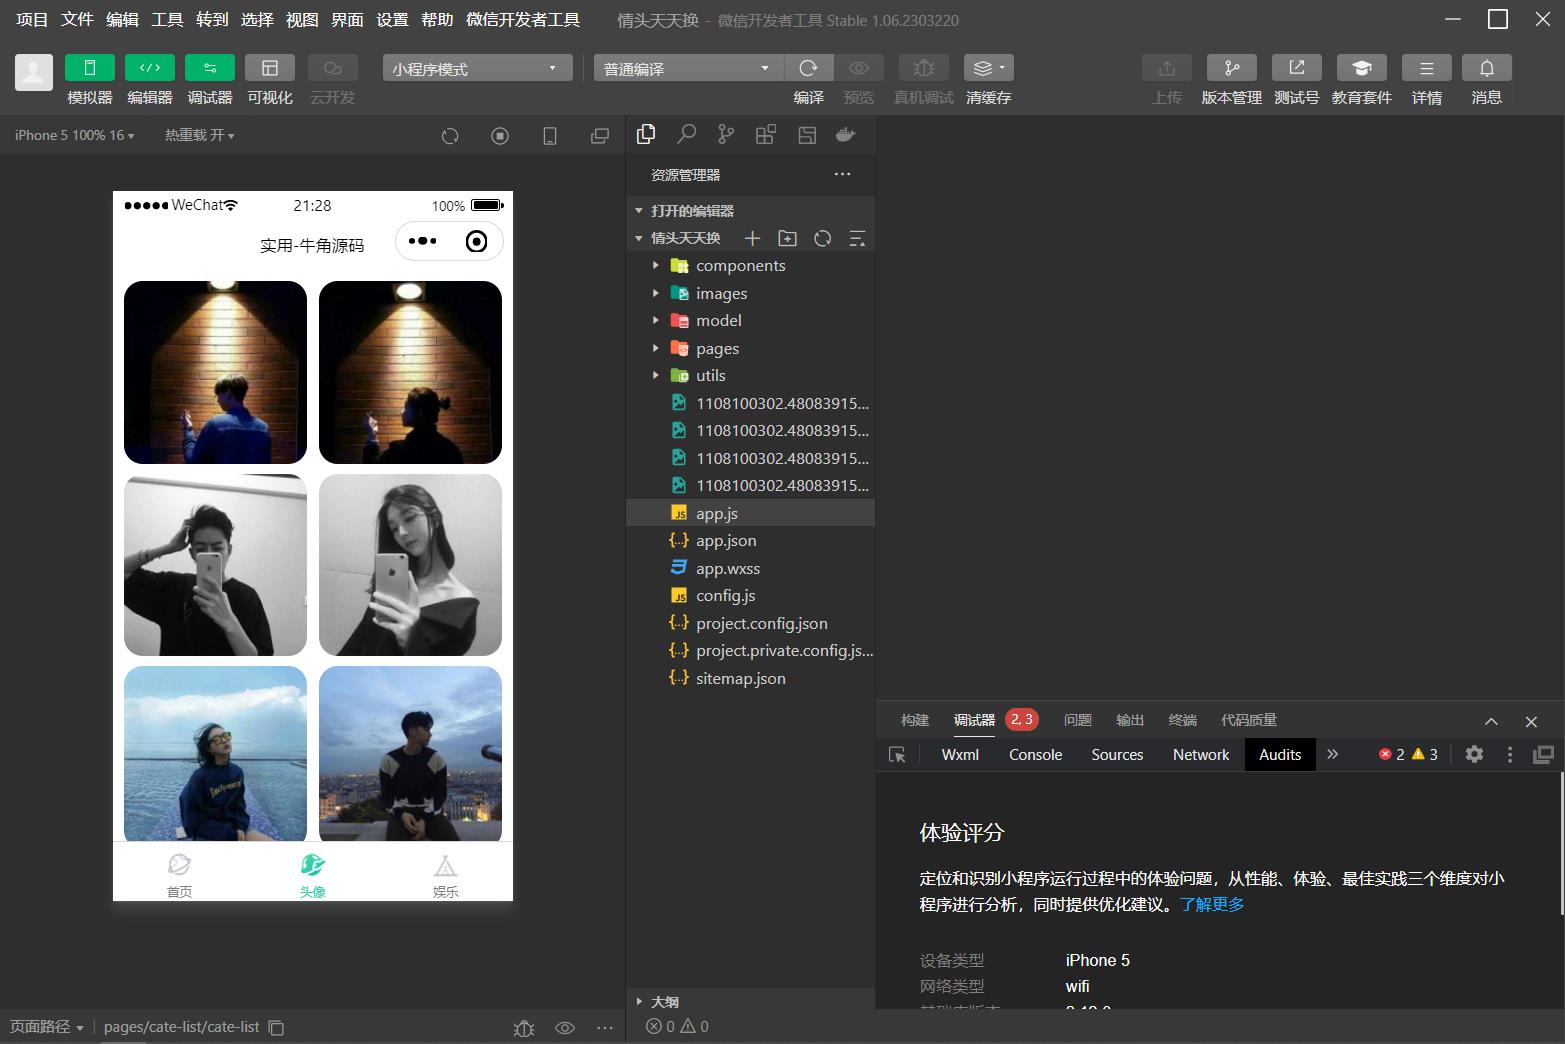 项目 文件 编辑 工具 转到 选择 视图 界面 设置 帮助 微信开发者工具 情头天天换 - 微信开发者工具 Stable 1.06.2303220
小程序模式 普通编译
模拟器 编辑器 调试器 可视化 云开发 编译 预览 真机调试 清缓存 上传 版本管理 测试号 教育套件 详情 消息
iPhone 5 100% 16 热重载 开
WeChat 21:28 100%
实用-牛角源码
首页 头像 娱乐
页面路径 pages/cate-list/cate-list
资源管理器
打开的编辑器
情头天天换
components
images
model
pages
utils
1108100302.48083915...
1108100302.48083915...
1108100302.48083915...
1108100302.48083915...
app.js
app.json
app.wxss
config.js
project.config.json
project.private.config.js...
sitemap.json
大纲
0 0
构建 调试器 2, 3 问题 输出 终端 代码质量
Wxml Console Sources Network Audits 2 3
体验评分
定位和识别小程序运行过程中的体验问题，从性能、体验、最佳实践三个维度对小
程序进行分析，同时提供优化建议。了解更多
设备类型 iPhone 5
网络类型 wifi